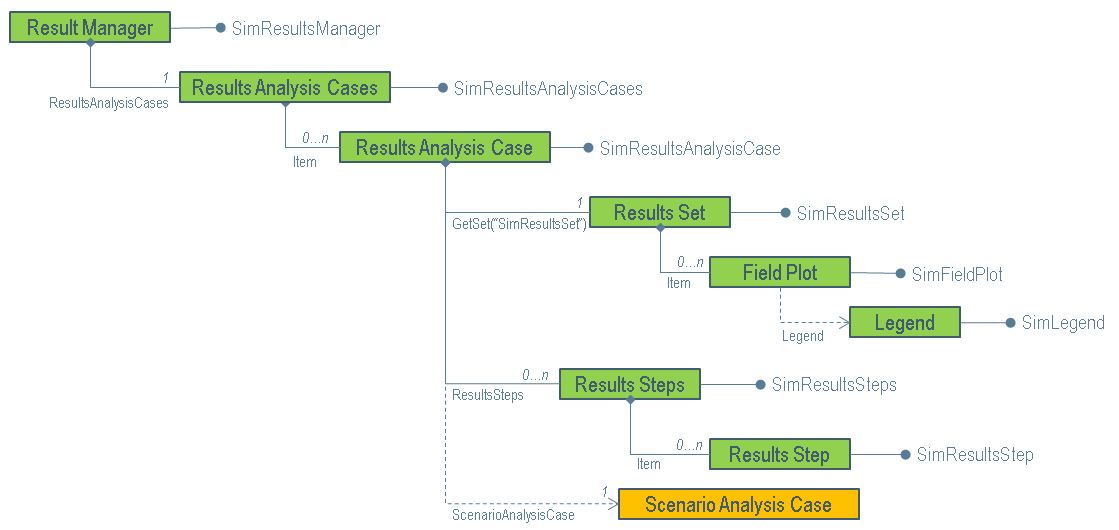 Result Manager
SimResultsManager
1
ResultsAnalysisCases
Results Analysis Cases
SimResultsAnalysisCases
0...n
Item
Results Analysis Case
SimResultsAnalysisCase
1
GetSet("SimResultsSet")
Results Set
SimResultsSet
0...n
Item
Field Plot
SimFieldPlot
Legend
Legend
SimLegend
0...n
ResultsSteps
Results Steps
SimResultsSteps
0...n
Item
Results Step
SimResultsStep
1
ScenarioAnalysisCase
Scenario Analysis Case